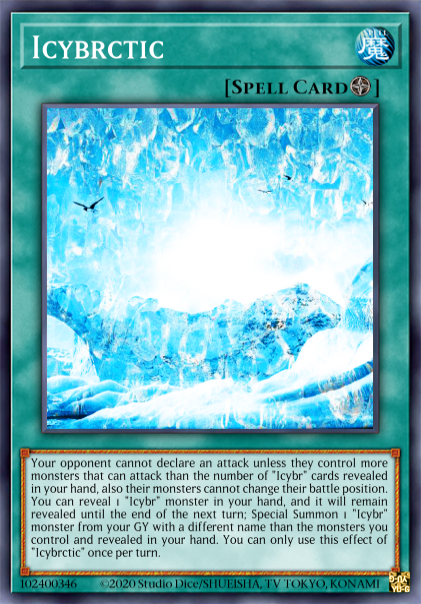 Icybrctic
SPELL
魔
[Spell Card]
Your opponent cannot declare an attack unless they control more
monsters that can attack than the number of "Icybr" cards revealed
in your hand, also their monsters cannot change their battle position.
You can reveal 1 "Icybr" monster in your hand, and it will remain
revealed until the end of the next turn; Special Summon 1 "Icybr"
monster from your GY with a different name than the monsters you
control and revealed in your hand. You can only use this effect of
"Icybrctic" once per turn.
102400346 ©2020 Studio Dice/SHUEISHA, TV TOKYO, KONAMI